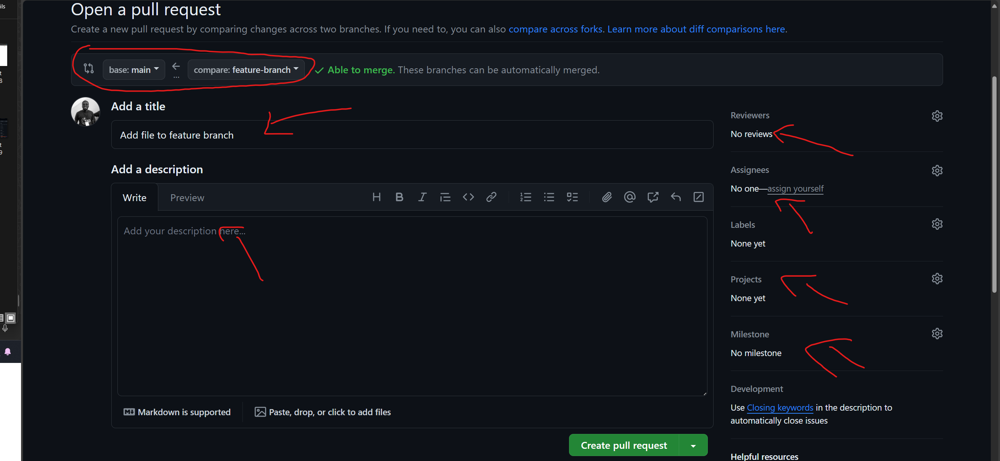 ils
Open a pull request
Create a new pull request by comparing changes across two branches. If you need to, you can also compare across forks. Learn more about diff comparisons here.
base: main
...
compare: feature-branch
Able to merge. These branches can be automatically merged.
t
8
Add a title
Add file to feature branch
Reviewers
No reviews
t
9
Add a description
Assignees
No one—assign yourself
Write
Preview
Add your description here...
Labels
None yet
Projects
None yet
Milestone
No milestone
Development
Use Closing keywords in the description to
automatically close issues
Markdown is supported
Paste, drop, or click to add files
Create pull request
Helpful resources